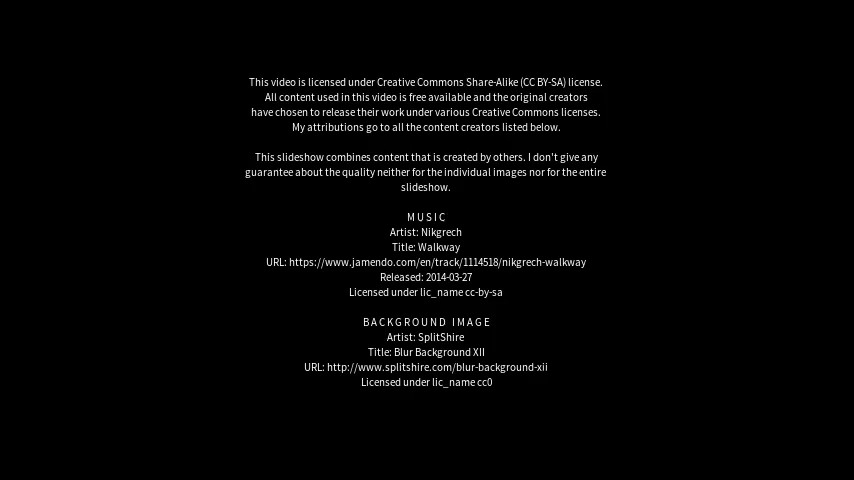 This video is licensed under Creative Commons Share-Alike (CC BY-SA) license.
All content used in this video is free available and the original creators
have chosen to release their work under various Creative Commons licenses.
My attributions go to all the content creators listed below.
This slideshow combines content that is created by others. I don't give any
guarantee about the quality neither for the individual images nor for the entire
slideshow.
MUSIC
Artist: Nikgrech
Title: Walkway
URL: https://www.jamendo.com/en/track/1114518/nikgrech-walkway
Released: 2014-03-27
Licensed under lic_name cc-by-sa
BACKGROUND IMAGE
Artist: SplitShire
Title: Blur Background XII
URL: http://www.splitshire.com/blur-background-xii
Licensed under lic_name cc0